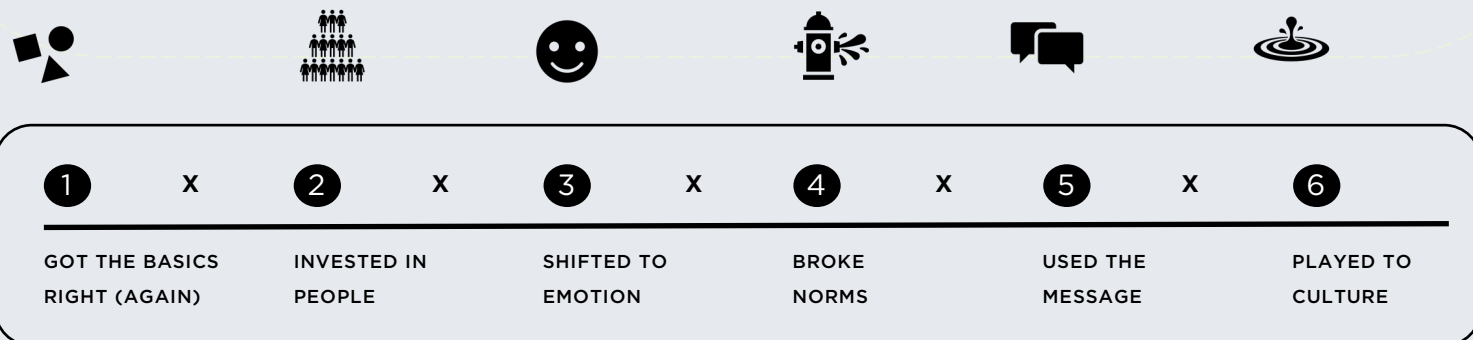 1 X 2 X 3 X 4 X 5 X 6
GOT THE BASICS
RIGHT (AGAIN)
INVESTED IN
PEOPLE
SHIFTED TO
EMOTION
BROKE
NORMS
USED THE
MESSAGE
PLAYED TO
CULTURE